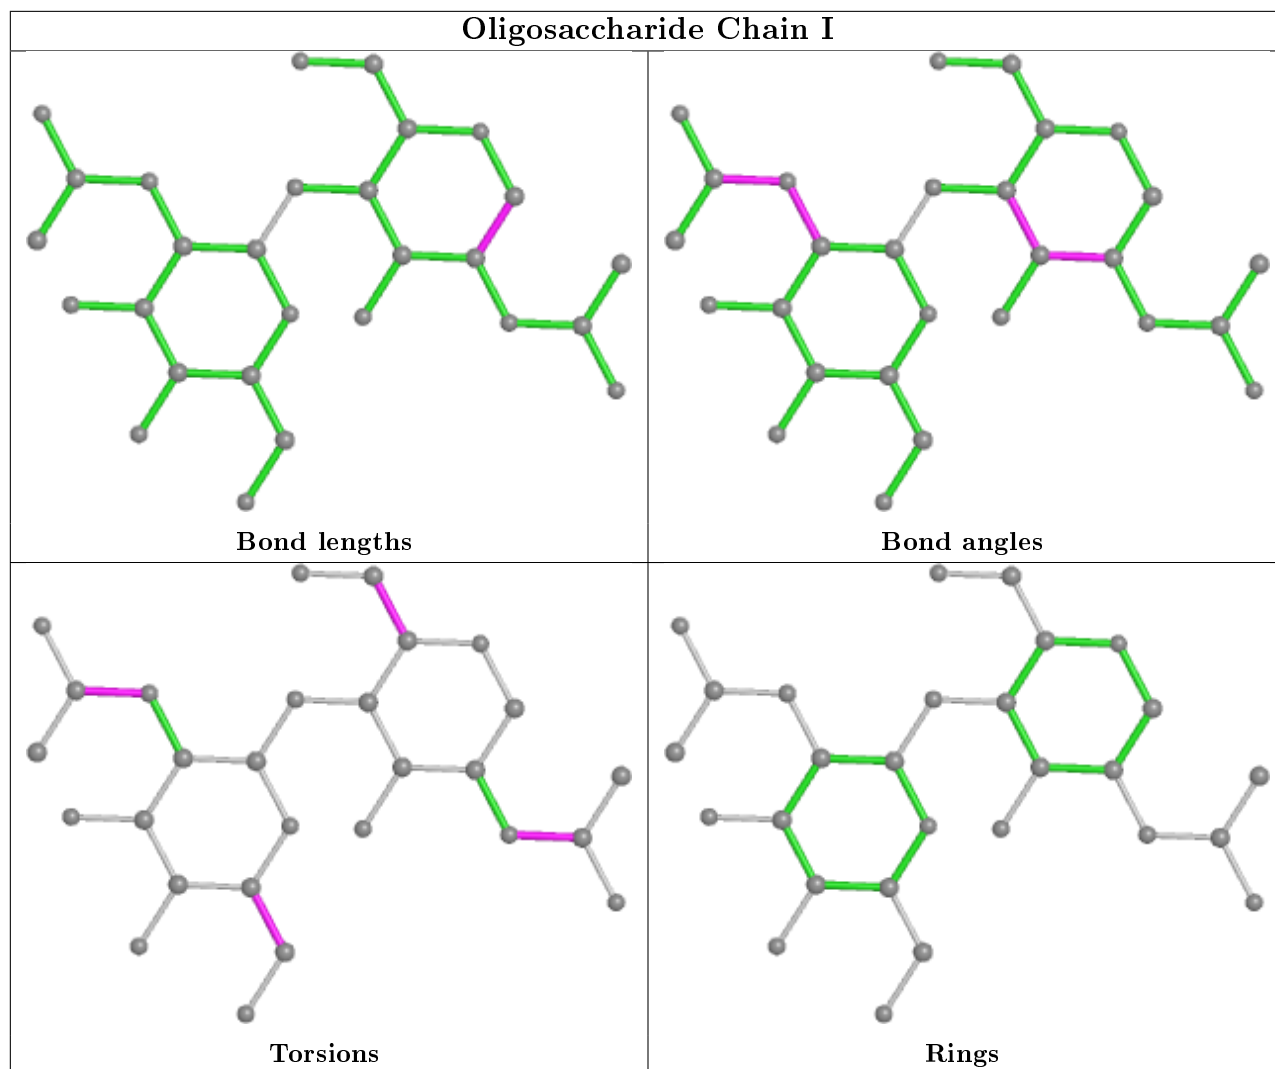 Oligosaccharide Chain I
Bond lengths
Bond angles
Torsions
Rings